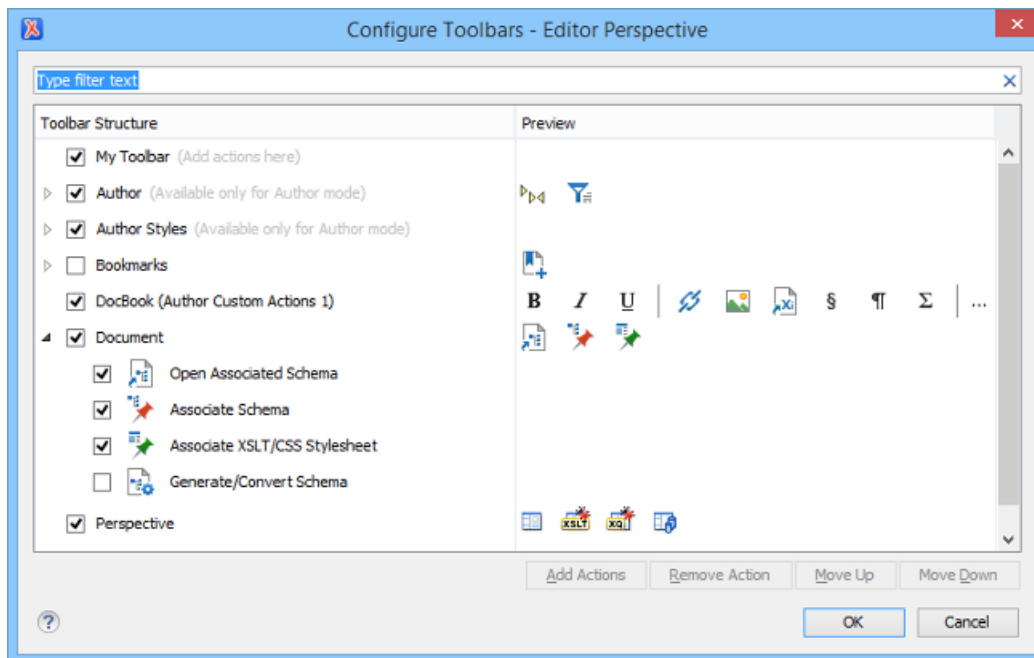 Configure Toolbars - Editor Perspective
Type filter text
Toolbar Structure Preview
My Toolbar (Add actions here)
Author (Available only for Author mode)
Author Styles (Available only for Author mode)
Bookmarks
DocBook (Author Custom Actions 1) B I U § ¶ Σ ...
Document
Open Associated Schema
Associate Schema
Associate XSLT/CSS Stylesheet
Generate/Convert Schema
Perspective XSLT XQ
Add Actions Remove Action Move Up Move Down
? OK Cancel